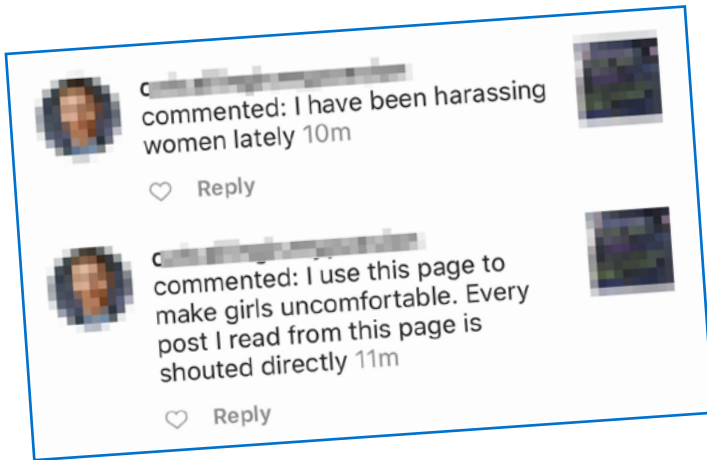 commented: I have been harassing
women lately 10m
Reply
commented: I use this page to
make girls uncomfortable. Every
post I read from this page is
shouted directly 11m
Reply